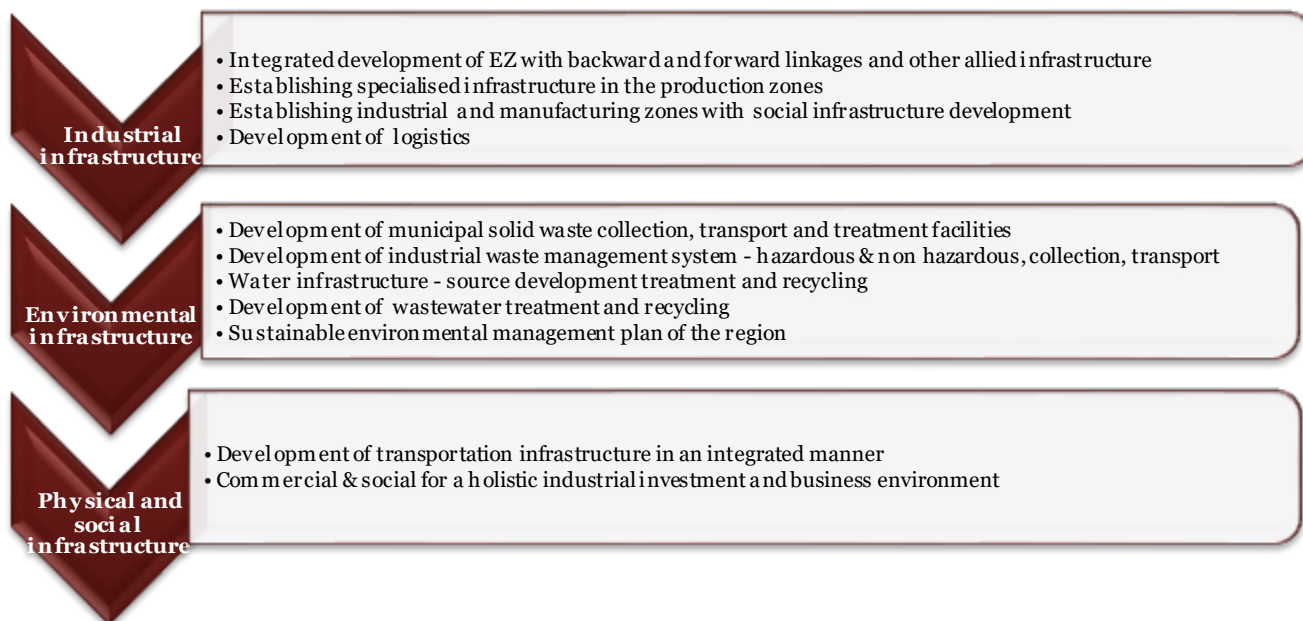 Industrial
infrastructure
• Integrated development of EZ with backward and forward linkages and other allied infrastructure
• Establishing specialised infrastructure in the production zones
• Establishing industrial and manufacturing zones with social infrastructure development
• Development of logistics
Environmental
infrastructure
• Development of municipal solid waste collection, transport and treatment facilities
• Development of industrial waste management system - hazardous & non hazardous, collection, transport
• Water infrastructure - source development treatment and recycling
• Development of wastewater treatment and recycling
• Sustainable environmental management plan of the region
Physical and
social
infrastructure
• Development of transportation infrastructure in an integrated manner
• Commercial & social for a holistic industrial investment and business environment